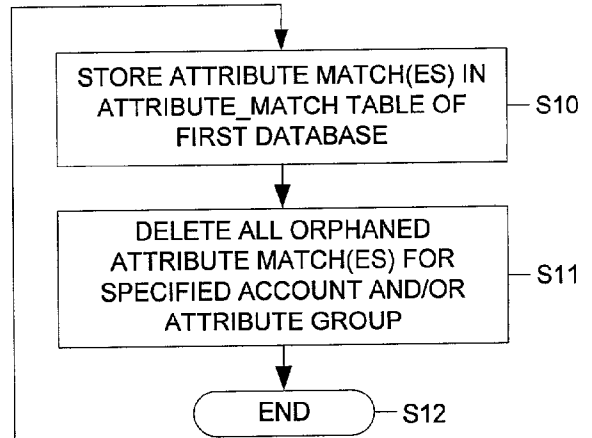 STORE ATTRIBUTE MATCH(ES) IN
ATTRIBUTE_MATCH TABLE OF
FIRST DATABASE
S10
DELETE ALL ORPHANED
ATTRIBUTE MATCH(ES) FOR
SPECIFIED ACCOUNT AND/OR
ATTRIBUTE GROUP
S11
END
S12